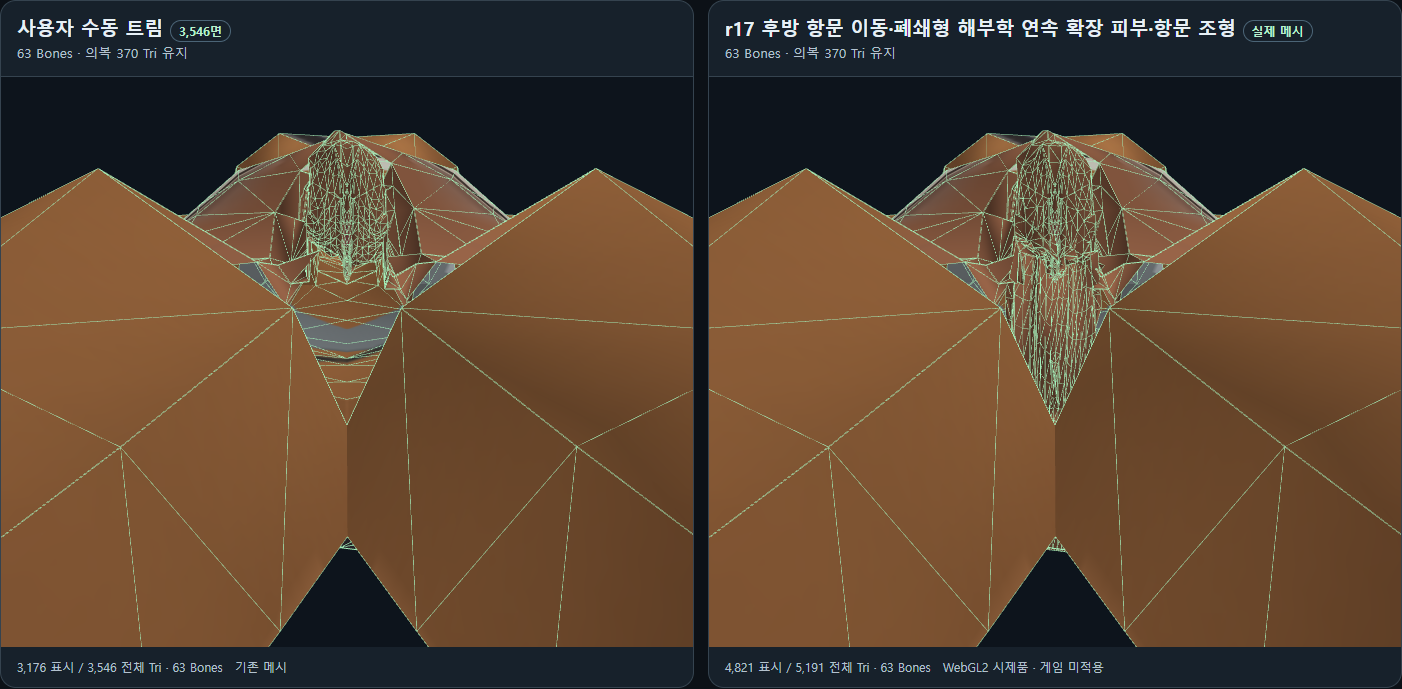 사용자 수동 트림 3,546면
63 Bones · 의복 370 Tri 유지
3,176 표시 / 3,546 전체 Tri · 63 Bones 기존 메시
r17 후방 항문 이동·폐쇄형 해부학 연속 확장 피부·항문 조형 실제 메시
63 Bones · 의복 370 Tri 유지
4,821 표시 / 5,191 전체 Tri · 63 Bones WebGL2 시제품 · 게임 미적용